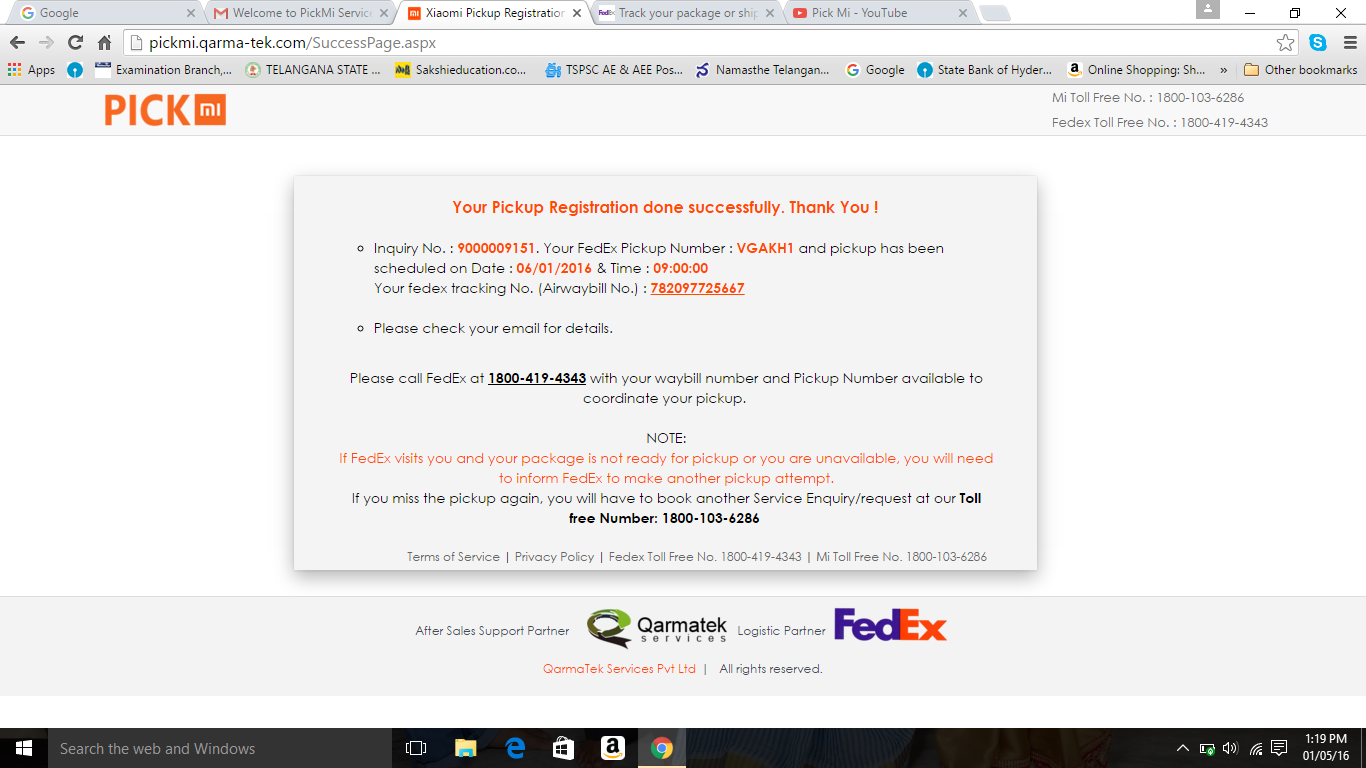 Google
Welcome to PickMi Service
Xiaomi Pickup Registration
FedEx
Track your package or ship
Pick Mi - YouTube
pickmi.qarma-tek.com/SuccessPage.aspx
Apps
Examination Branch,...
TELANGANA STATE ...
Sakshieducation.co...
TSPSC AE & AEE Pos...
Namasthe Telangan...
Google
State Bank of Hyder...
Online Shopping: Sh...
»
Other bookmarks
PICK mi
Mi Toll Free No. : 1800-103-6286
Fedex Toll Free No. : 1800-419-4343
Your Pickup Registration done successfully. Thank You !
Inquiry No. : 9000009151. Your FedEx Pickup Number : VGAKH1 and pickup has been
scheduled on Date : 06/01/2016 & Time : 09:00:00
Your fedex tracking No. (Airwaybill No.) : 782097725667
Please check your email for details.
Please call FedEx at 1800-419-4343 with your waybill number and Pickup Number available to
coordinate your pickup.
NOTE:
If FedEx visits you and your package is not ready for pickup or you are unavailable, you will need
to inform FedEx to make another pickup attempt.
If you miss the pickup again, you will have to book another Service Enquiry/request at our Toll
free Number: 1800-103-6286
Terms of Service | Privacy Policy | Fedex Toll Free No. 1800-419-4343 | Mi Toll Free No. 1800-103-6286
After Sales Support Partner
Qarmatek
services
Logistic Partner
FedEx
QarmaTek Services Pvt Ltd | All rights reserved.
Search the web and Windows
1:19 PM
01/05/16